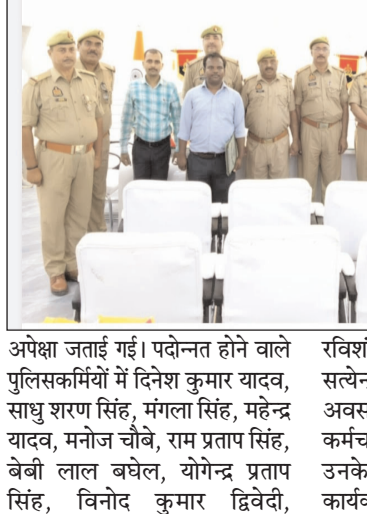 अपेक्षा जताई गई। पदोन्नत होने वाले
पुलिसकर्मियों में दिनेश कुमार यादव,
साधु शरण सिंह, मंगला सिंह, महेन्द्र
यादव, मनोज चौबे, राम प्रताप सिंह,
बेबी लाल बघेल, योगेन्द्र प्रताप
सिंह, विनोद कुमार द्विवेदी,
रविशं
सत्येन
अवस
कर्मच
उनके